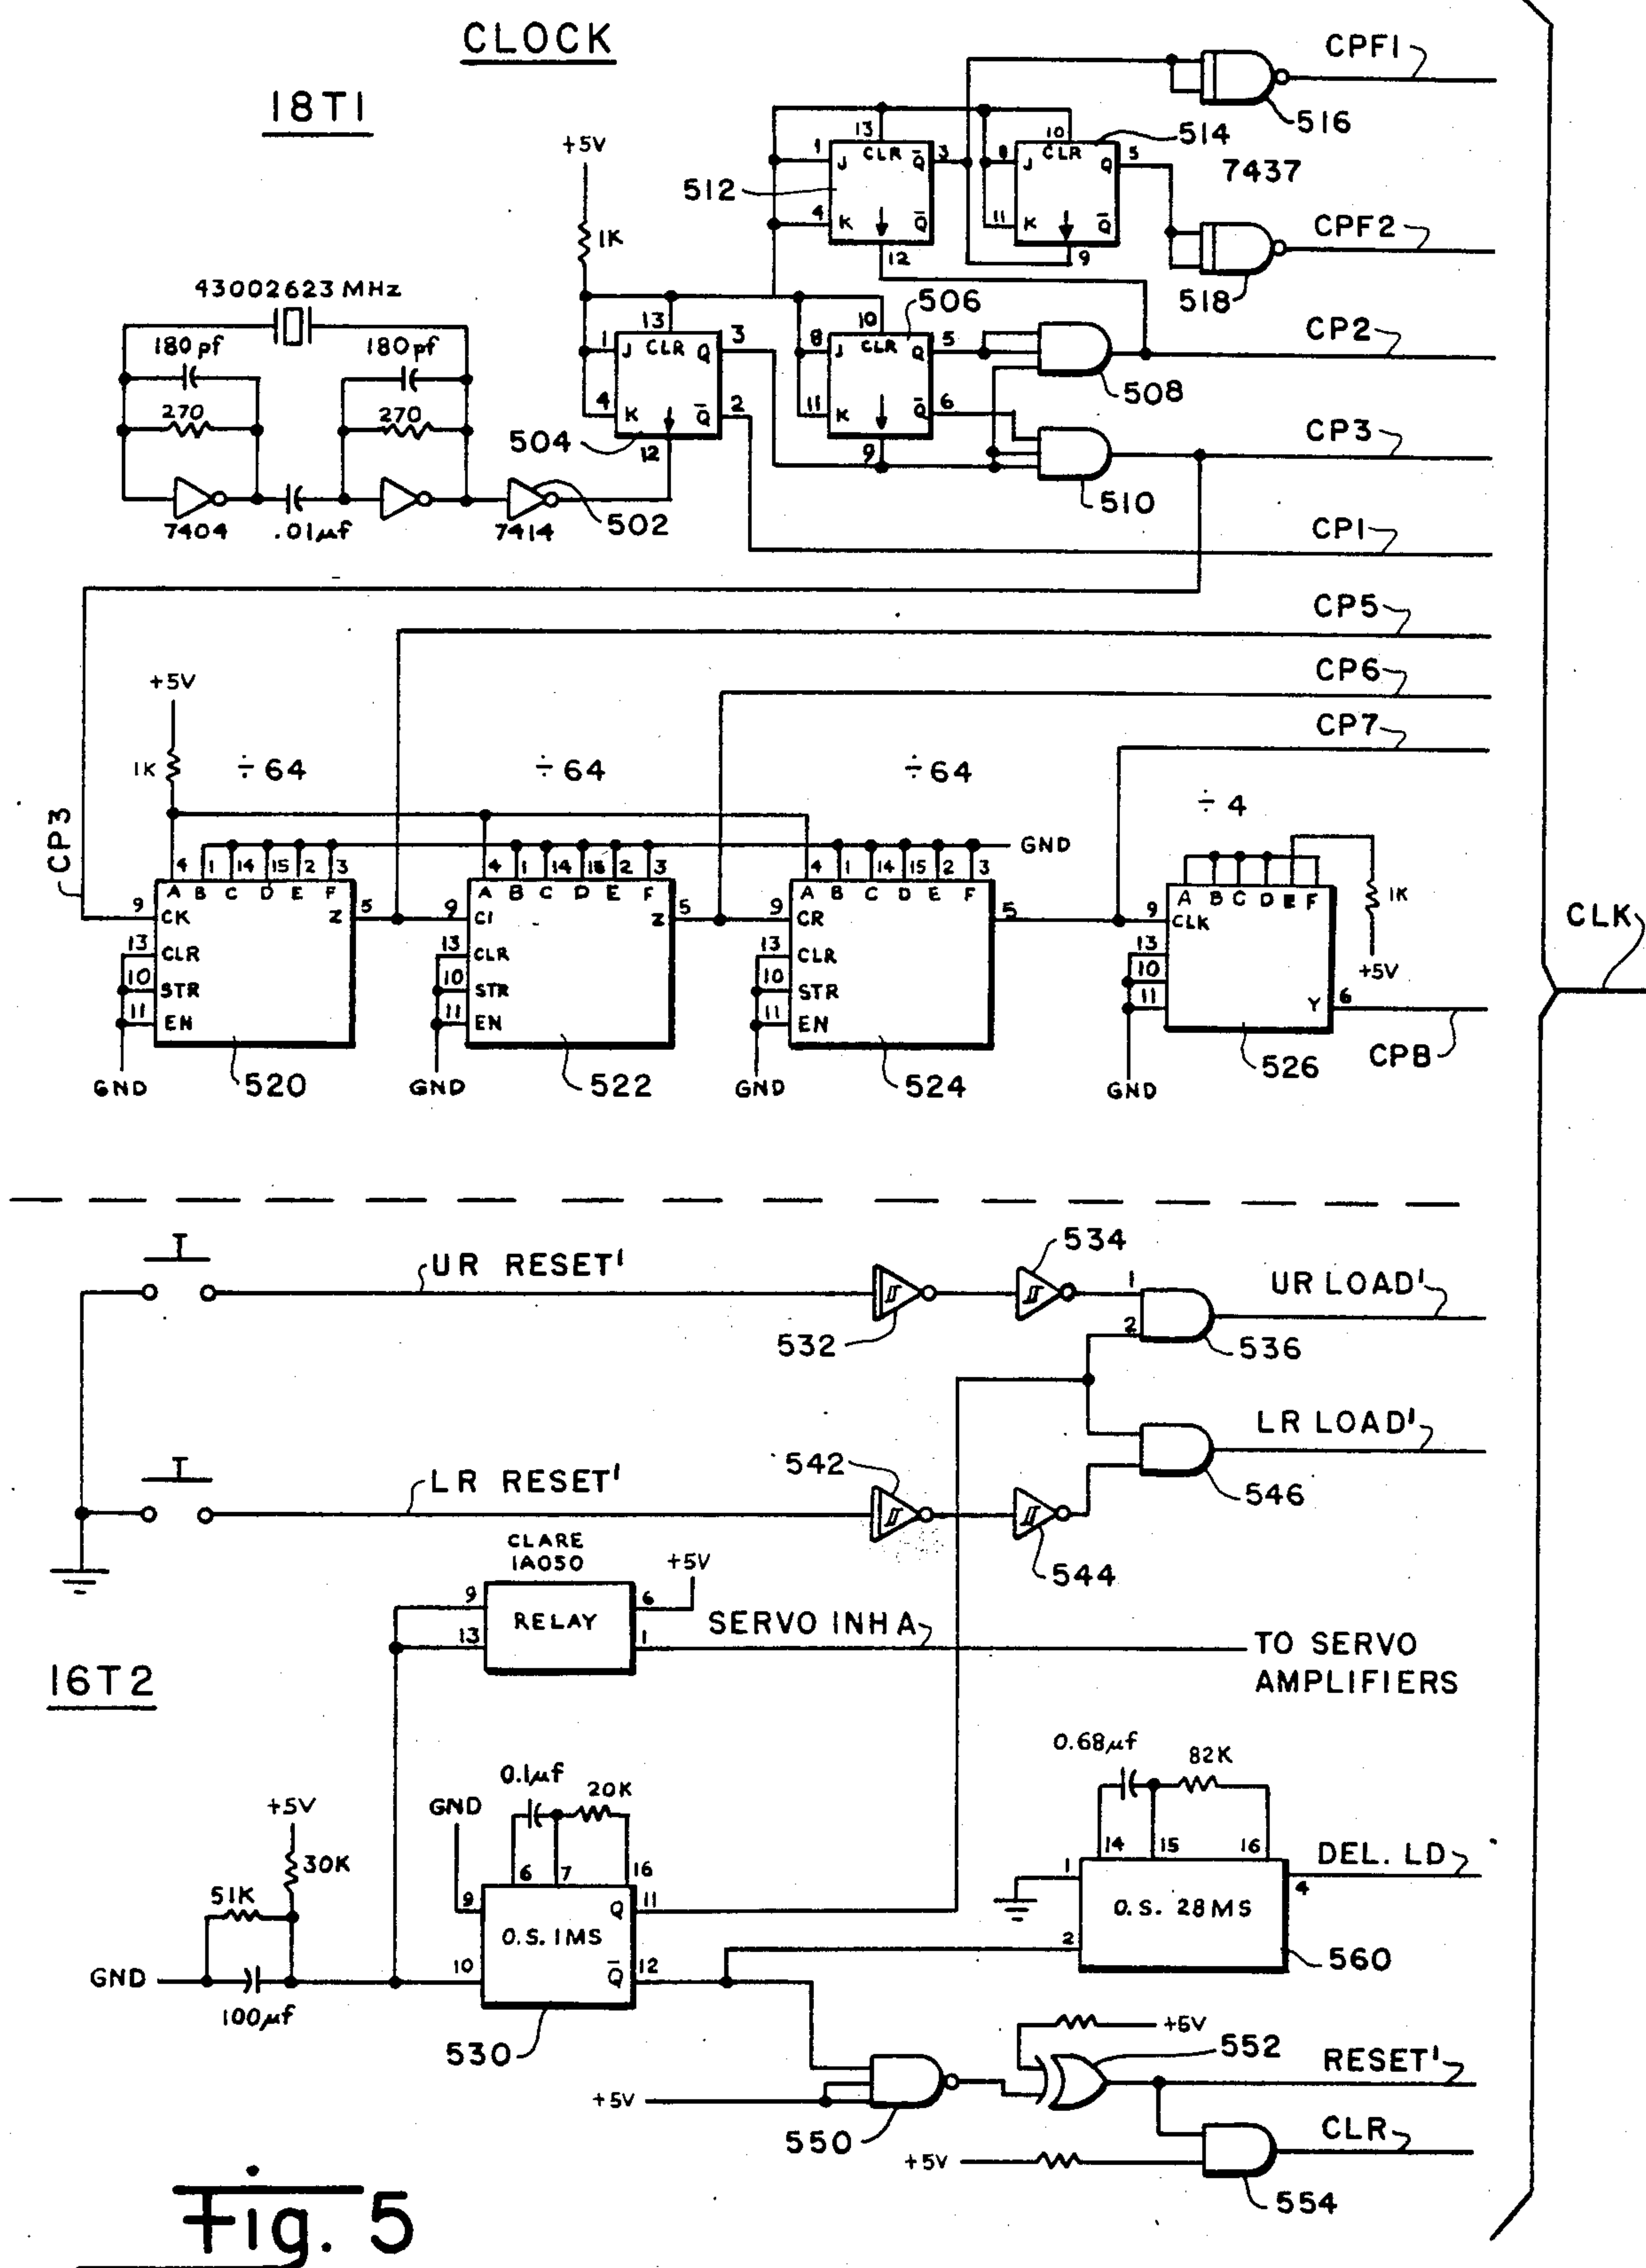 CLOCK
18T1
CPF1
516
514
7437
+5V
1K
512
1 J 13 CLR Q̄ 3
4 K Q̄
12
8 J 10 CLR Q 5
11 K Q̄
9
CPF2
518
43002623 MHz
180 pf
180 pf
270
270
7404
.01µf
7414
502
504
1 J 13 CLR Q 3
4 K Q̄ 2
12
506
8 J 10 CLR Q 5
11 K Q̄ 6
9
CP2
508
CP3
510
CP1
CP5
CP6
CP7
+5V
1K
÷64
÷64
÷64
÷4
CP3
GND
4 1 14 15 2 3
A B C D E F
9 CK Z 5
13 CLR
10 STR
11 EN
GND
520
4 1 14 15 2 3
A B C D E F
9 CI Z 5
13 CLR
10 STR
11 EN
GND
522
4 1 14 15 2 3
A B C D E F
9 CR 5
13 CLR
10 STR
11 EN
GND
524
A B C D E F
9 CLK
13
10
11
Y 6
1K
+5V
GND
526
CP8
CLK
UR RESET'
532
534
1
2
536
UR LOAD'
LR RESET'
542
544
546
LR LOAD'
CLARE
1A050
RELAY
9
13
6
1
+5V
SERVO INH A
TO SERVO
AMPLIFIERS
16T2
+5V
30K
51K
GND
100µf
GND
0.1µf
20K
6 7 16
9 Q 11
O.S. 1MS
10 Q̄ 12
530
0.68µf
82K
14 15 16
1
O.S. 28MS
2
4
DEL. LD
560
+5V
550
+5V
552
RESET'
+5V
554
CLR
Fig. 5